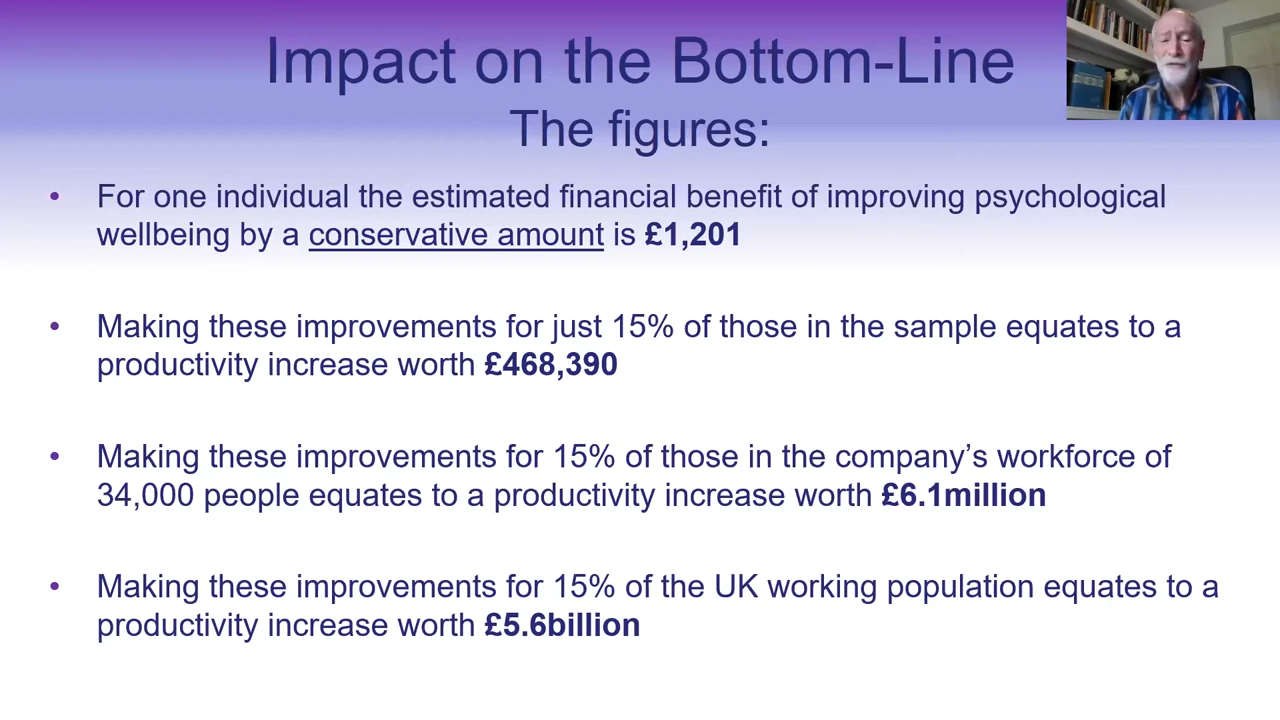 Impact on the Bottom-Line
The figures:
• For one individual the estimated financial benefit of improving psychological
wellbeing by a conservative amount is £1,201
• Making these improvements for just 15% of those in the sample equates to a
productivity increase worth £468,390
• Making these improvements for 15% of those in the company’s workforce of
34,000 people equates to a productivity increase worth £6.1million
• Making these improvements for 15% of the UK working population equates to a
productivity increase worth £5.6billion